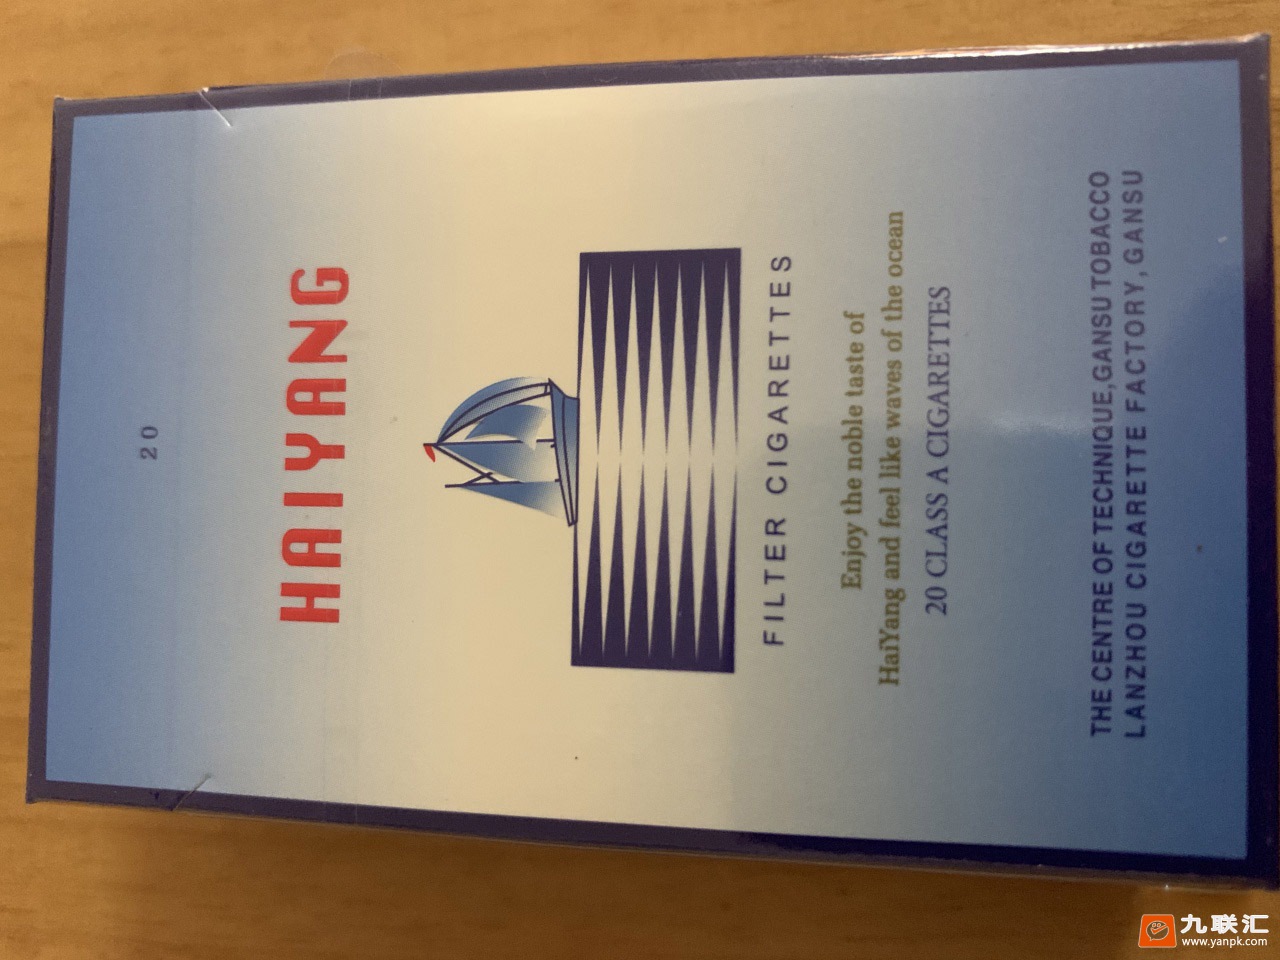 20
HAIYANG
FILTER CIGARETTES
Enjoy the noble taste of
HaiYang and feel like waves of the ocean
20 CLASS A CIGARETTES
THE CENTRE OF TECHNIQUE,GANSU TOBACCO
LANZHOU CIGARETTE FACTORY,GANSU
九联汇
www.yanpk.com